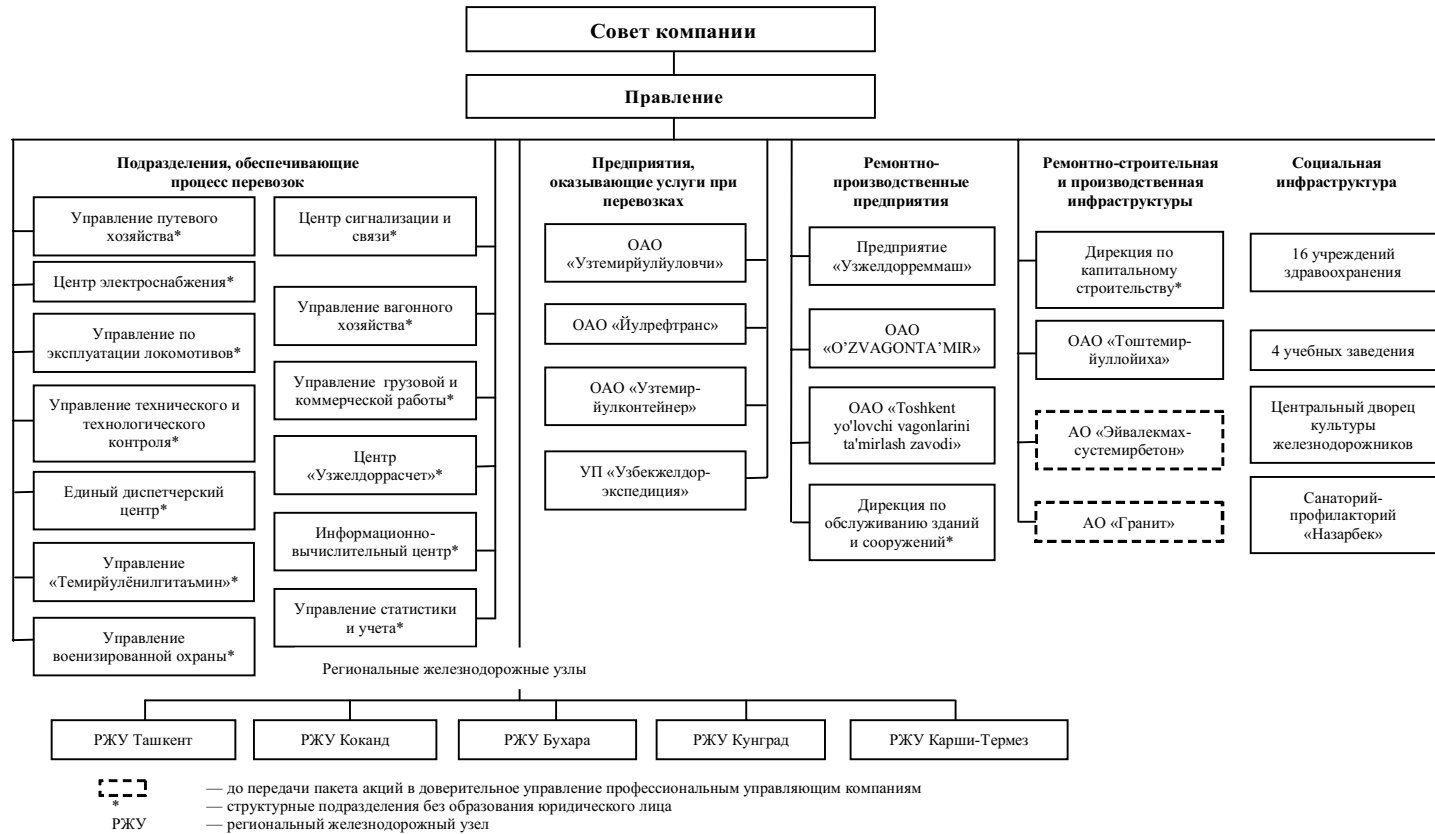 Совет компании
Правление
Подразделения, обеспечивающие
процесс перевозок
Управление путевого
хозяйства*
Центр электроснабжения*
Управление по
эксплуатации локомотивов*
Управление технического и
технологического
контроля*
Единый диспетчерский
центр*
Управление
«Темирйулёнилгитаъмин»*
Управление
военизированной охраны*
Центр сигнализации и
связи*
Управление вагонного
хозяйства*
Управление грузовой и
коммерческой работы*
Центр
«Узжелдоррасчет»*
Информационно-
вычислительный центр*
Управление статистики
и учета*
Предприятия,
оказывающие услуги при
перевозках
ОАО
«Узтемирйулйуловчи»
ОАО «Йулрефтранс»
ОАО «Узтемир-
йулконтейнер»
УП «Узбекжелдор-
экспедиция»
Ремонтно-
производственные
предприятия
Предприятие
«Узжелдорреммаш»
ОАО
«O’ZVAGONTA’MIR»
ОАО «Toshkent
yo'lovchi vagonlarini
ta'mirlash zavodi»
Дирекция по
обслуживанию зданий
и сооружений*
Ремонтно-строительная
и производственная
инфраструктуры
Дирекция по
капитальному
строительству*
ОАО «Тоштемир-
йуллойиха»
АО «Эйвалекмах-
сустемирбетон»
АО «Гранит»
Социальная
инфраструктура
16 учреждений
здравоохранения
4 учебных заведения
Центральный дворец
культуры
железнодорожников
Санаторий-
профилакторий
«Назарбек»
Региональные железнодорожные узлы
РЖУ Ташкент
РЖУ Коканд
РЖУ Бухара
РЖУ Кунград
РЖУ Карши-Термез
— до передачи пакета акций в доверительное управление профессиональным управляющим компаниям
* — структурные подразделения без образования юридического лица
РЖУ — региональный железнодорожный узел